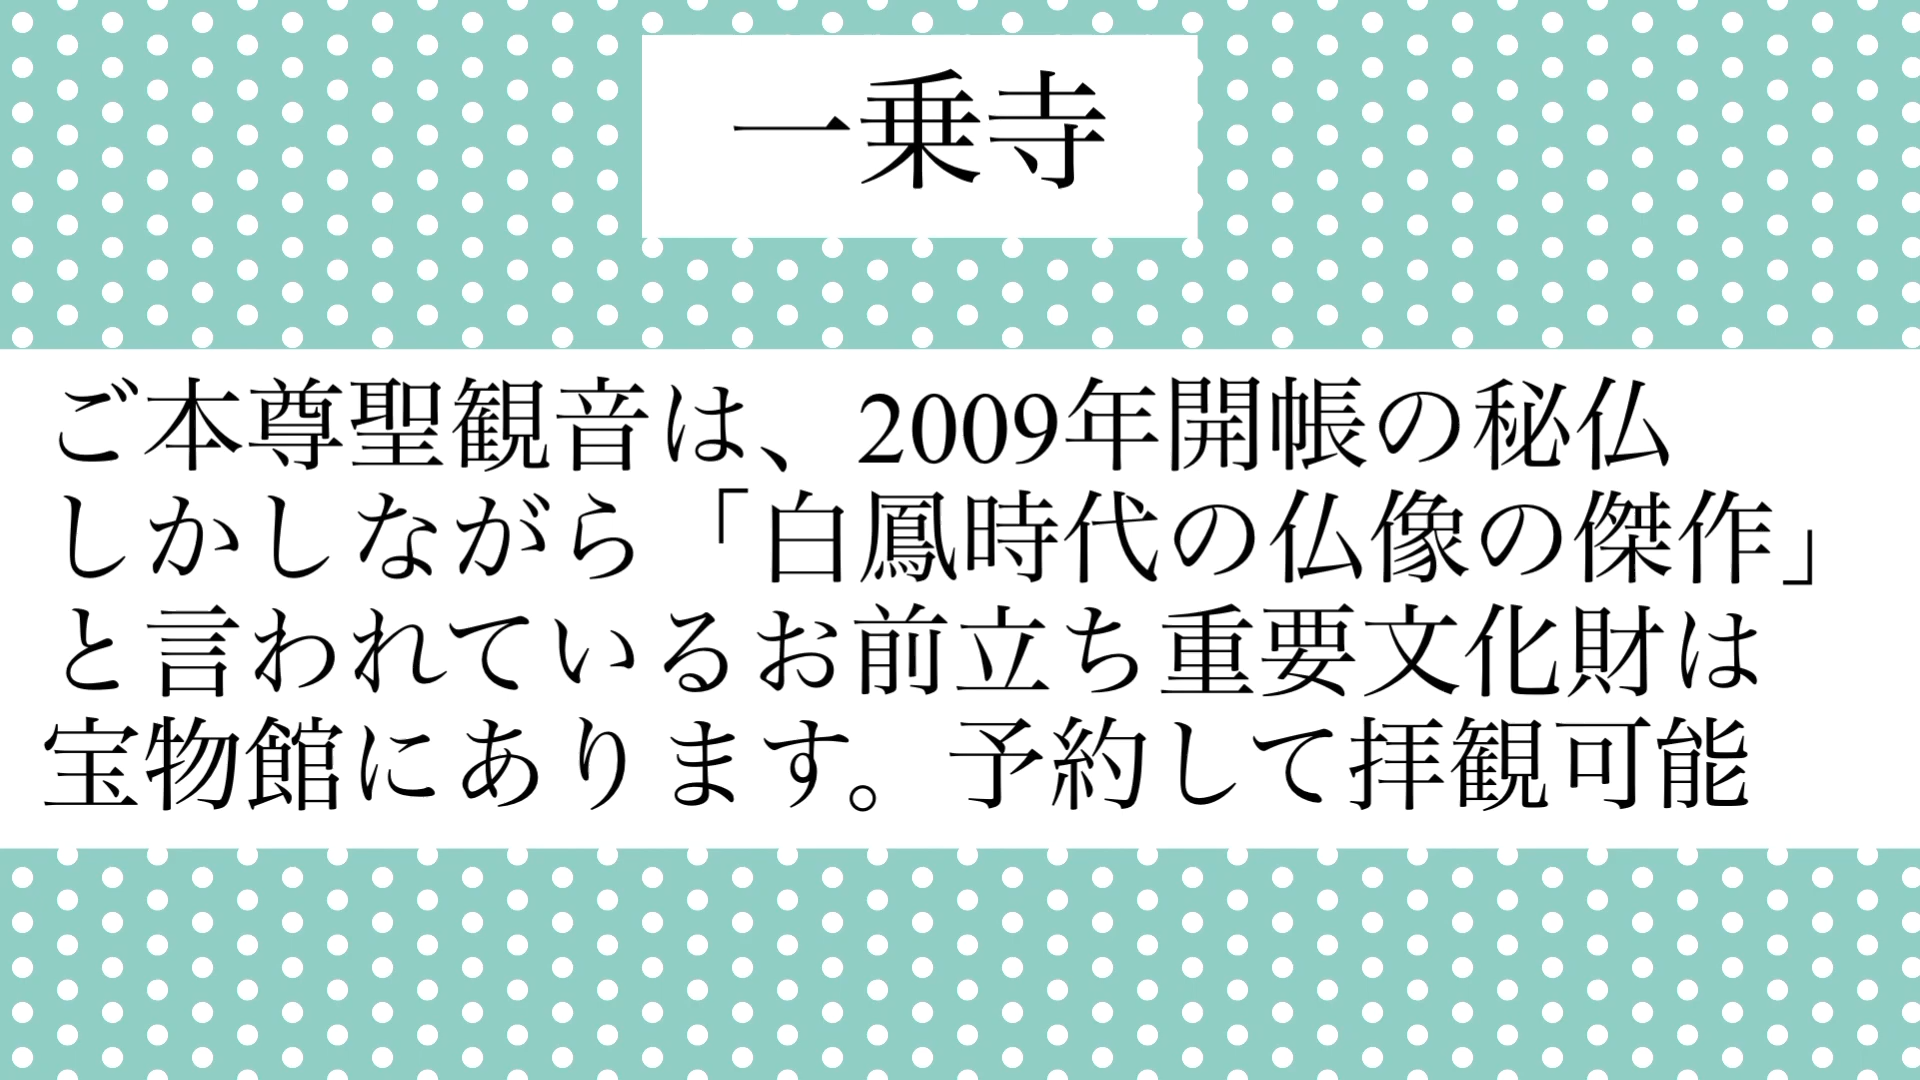 一乗寺
ご本尊聖観音は、2009年開帳の秘仏
しかしながら「白鳳時代の仏像の傑作」
と言われているお前立ち重要文化財は
宝物館にあります。予約して拝観可能